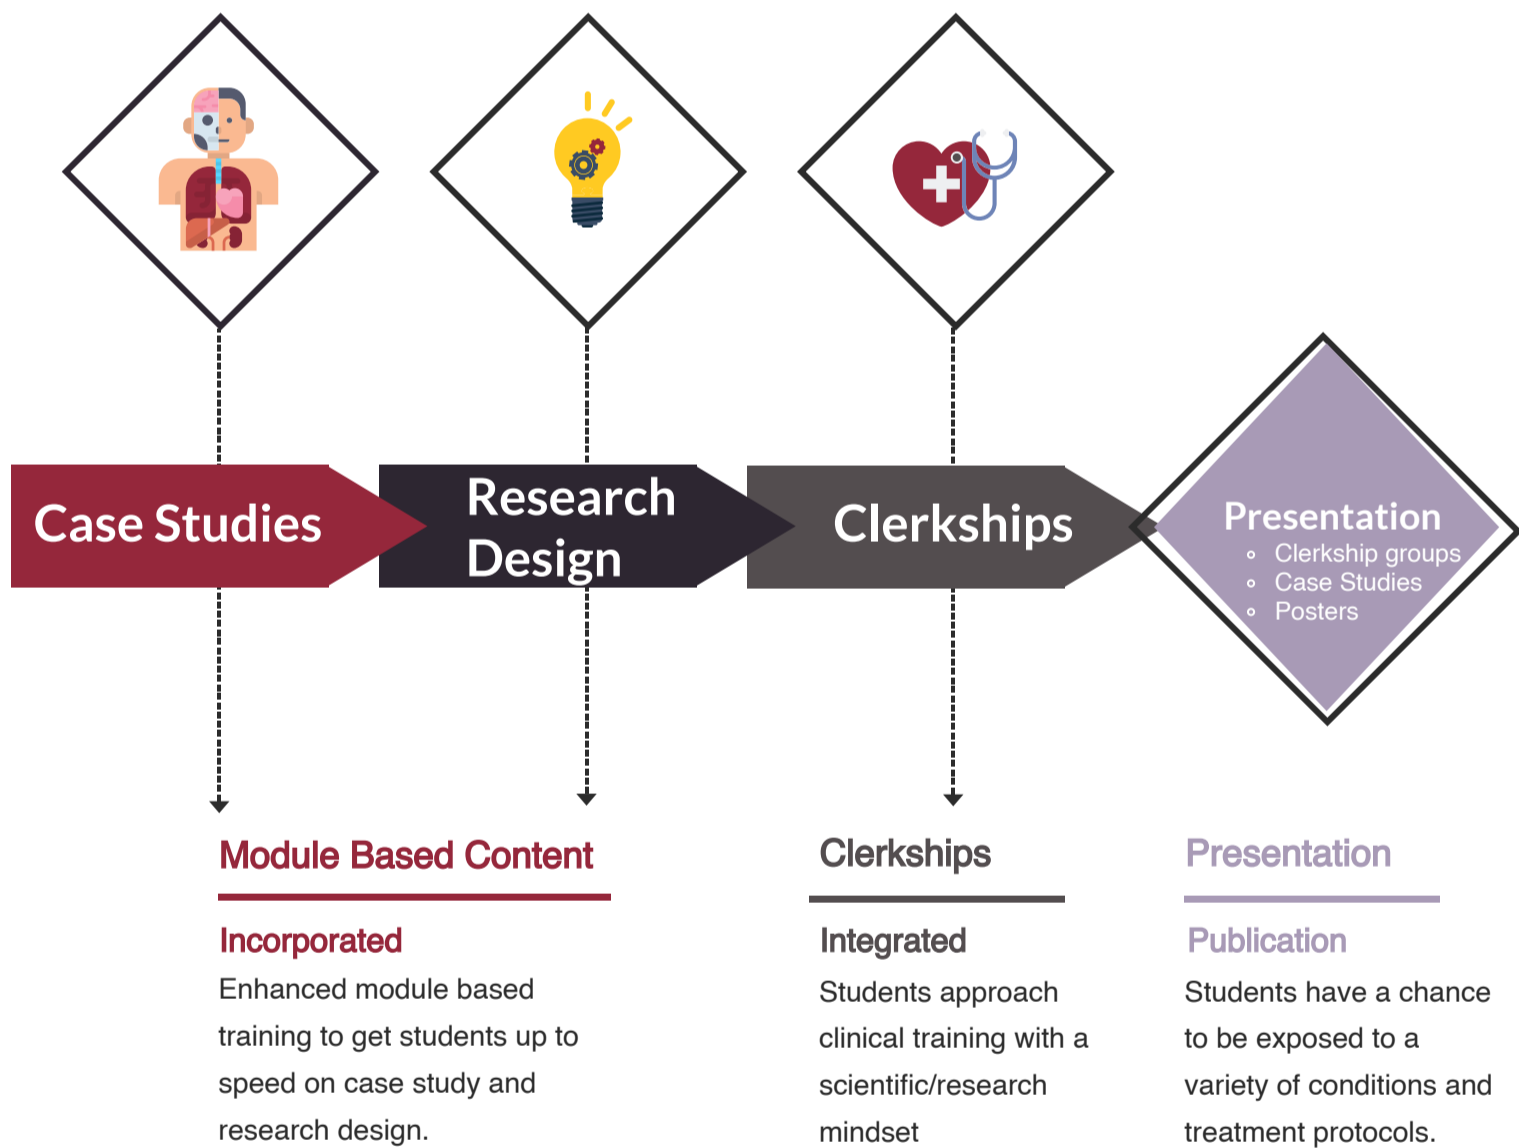 Case Studies
Research
Design
Clerkships
Presentation
Clerkship groups
Case Studies
Posters
Module Based Content
Incorporated
Enhanced module based
training to get students up to
speed on case study and
research design.
Clerkships
Integrated
Students approach
clinical training with a
scientific/research
mindset
Presentation
Publication
Students have a chance
to be exposed to a
variety of conditions and
treatment protocols.